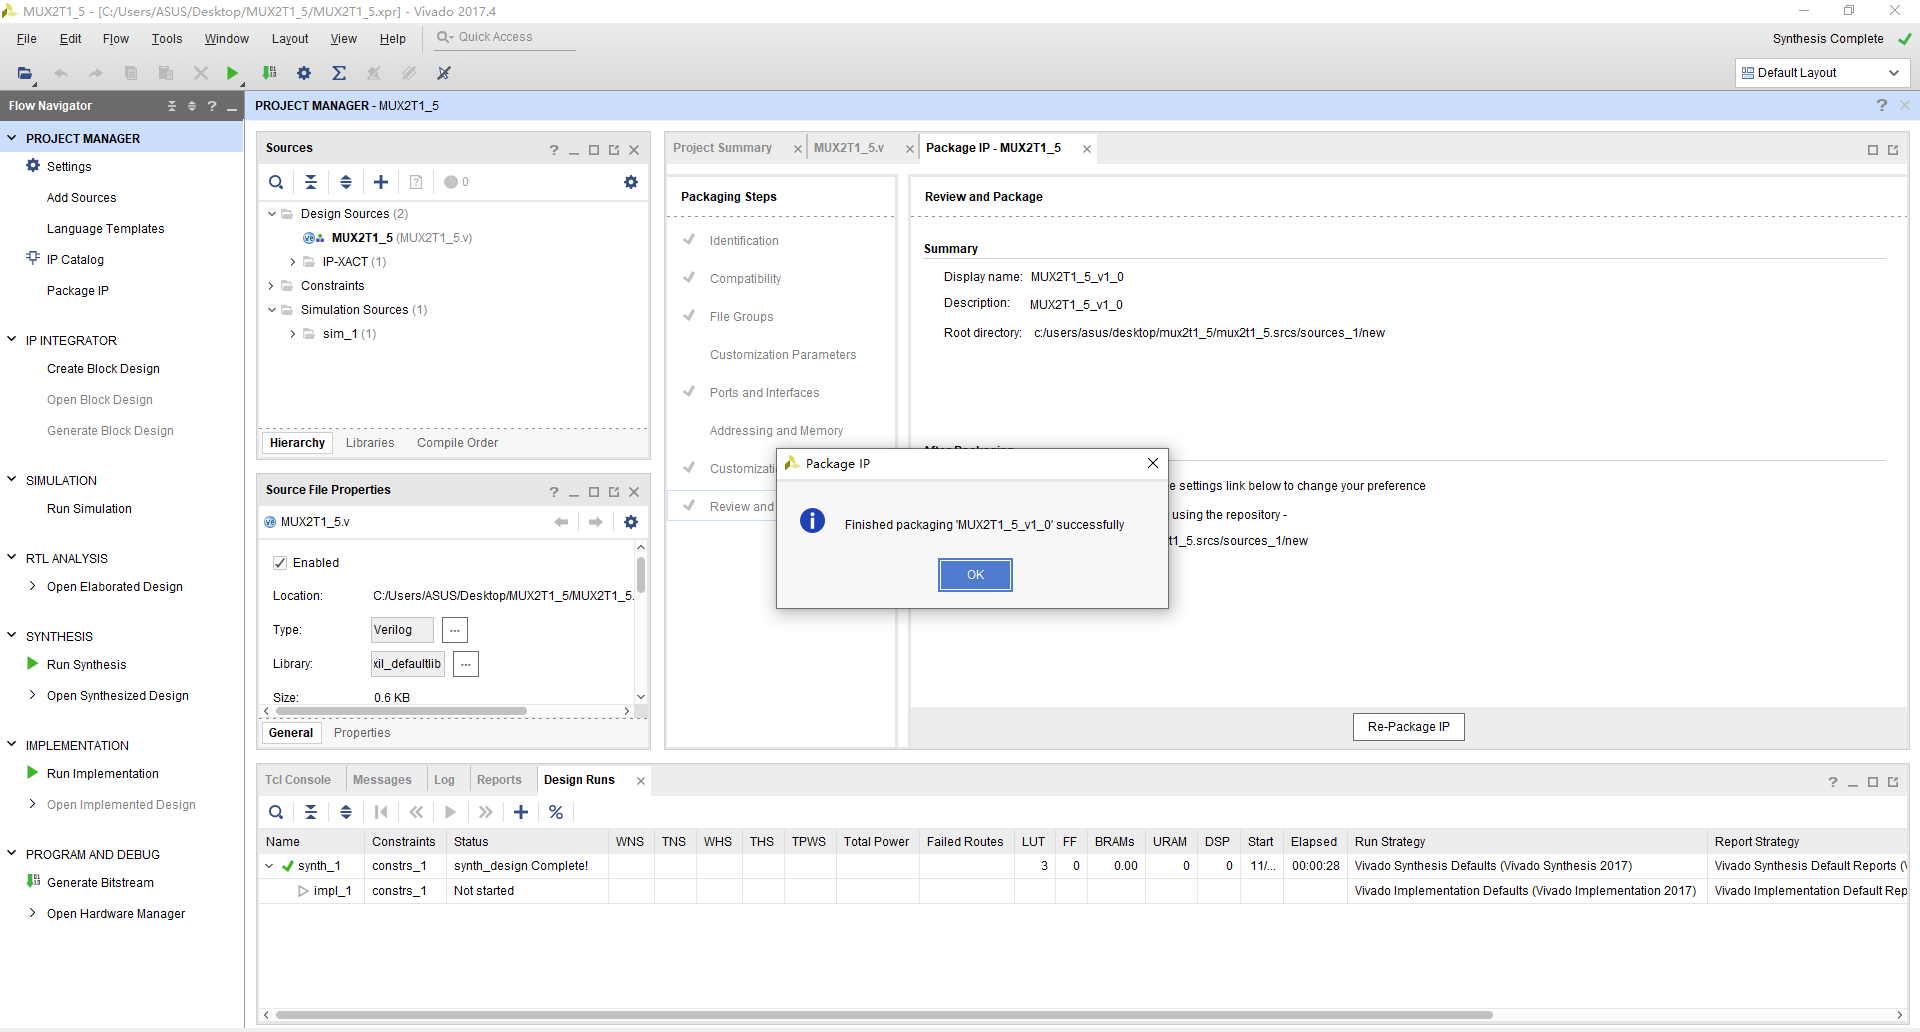 MUX2T1_5 - [C:/Users/ASUS/Desktop/MUX2T1_5/MUX2T1_5.xpr] - Vivado 2017.4
File Edit Flow Tools Window Layout View Help Quick Access
Synthesis Complete
Default Layout
Flow Navigator
PROJECT MANAGER
Settings
Add Sources
Language Templates
IP Catalog
Package IP
IP INTEGRATOR
Create Block Design
Open Block Design
Generate Block Design
SIMULATION
Run Simulation
RTL ANALYSIS
Open Elaborated Design
SYNTHESIS
Run Synthesis
Open Synthesized Design
IMPLEMENTATION
Run Implementation
Open Implemented Design
PROGRAM AND DEBUG
Generate Bitstream
Open Hardware Manager
PROJECT MANAGER - MUX2T1_5
Sources
0
Design Sources (2)
MUX2T1_5 (MUX2T1_5.v)
IP-XACT (1)
Constraints
Simulation Sources (1)
sim_1 (1)
Hierarchy Libraries Compile Order
Source File Properties
MUX2T1_5.v
Enabled
Location: C:/Users/ASUS/Desktop/MUX2T1_5/MUX2T1_5.
Type: Verilog ...
Library: xil_defaultlib ...
Size: 0.6 KB
General Properties
Project Summary MUX2T1_5.v Package IP - MUX2T1_5
Packaging Steps
Identification
Compatibility
File Groups
Customization Parameters
Ports and Interfaces
Addressing and Memory
Customizati
Review and
Review and Package
Summary
Display name: MUX2T1_5_v1_0
Description: MUX2T1_5_v1_0
Root directory: c:/users/asus/desktop/mux2t1_5/mux2t1_5.srcs/sources_1/new
e settings link below to change your preference
using the repository -
t1_5.srcs/sources_1/new
Re-Package IP
Package IP
Finished packaging 'MUX2T1_5_v1_0' successfully
OK
Tcl Console Messages Log Reports Design Runs
Name Constraints Status WNS TNS WHS THS TPWS Total Power Failed Routes LUT FF BRAMs URAM DSP Start Elapsed Run Strategy Report Strategy
synth_1 constrs_1 synth_design Complete! 3 0 0.00 0 0 11/... 00:00:28 Vivado Synthesis Defaults (Vivado Synthesis 2017) Vivado Synthesis Default Reports (V
impl_1 constrs_1 Not started Vivado Implementation Defaults (Vivado Implementation 2017) Vivado Implementation Default Rep